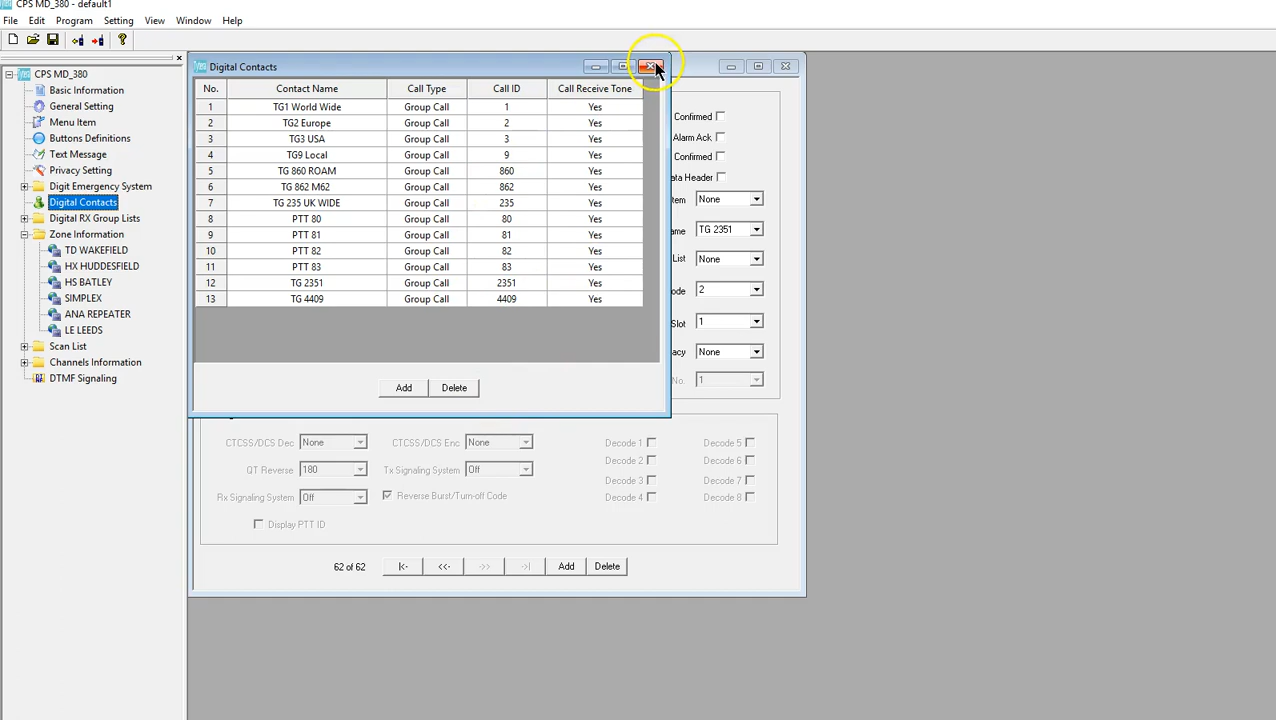 CPS MD_380 - default1
File Edit Program Setting View Window Help
CPS MD_380
Basic Information
General Setting
Menu Item
Buttons Definitions
Text Message
Privacy Setting
Digit Emergency System
Digital Contacts
Digital RX Group Lists
Zone Information
TD WAKEFIELD
HX HUDDESFIELD
HS BATLEY
SIMPLEX
ANA REPEATER
LE LEEDS
Scan List
Channels Information
DTMF Signaling
Digital Contacts
No. Contact Name Call Type Call ID Call Receive Tone
1 TG1 World Wide Group Call 1 Yes
2 TG2 Europe Group Call 2 Yes
3 TG3 USA Group Call 3 Yes
4 TG9 Local Group Call 9 Yes
5 TG 860 ROAM Group Call 860 Yes
6 TG 862 M62 Group Call 862 Yes
7 TG 235 UK WIDE Group Call 235 Yes
8 PTT 80 Group Call 80 Yes
9 PTT 81 Group Call 81 Yes
10 PTT 82 Group Call 82 Yes
11 PTT 83 Group Call 83 Yes
12 TG 2351 Group Call 2351 Yes
13 TG 4409 Group Call 4409 Yes
Add Delete
Confirmed
Alarm Ack
Confirmed
ata Header
tem None
ame TG 2351
List None
ode 2
Slot 1
acy None
No. 1
CTCSS/DCS Dec None CTCSS/DCS Enc None Decode 1 Decode 5
Decode 2 Decode 6
QT Reverse 180 Tx Signaling System Off Decode 3 Decode 7
Rx Signaling System Off Reverse Burst/Turn-off Code Decode 4 Decode 8
Display PTT ID
62 of 62 |<- <<- ->> ->| Add Delete